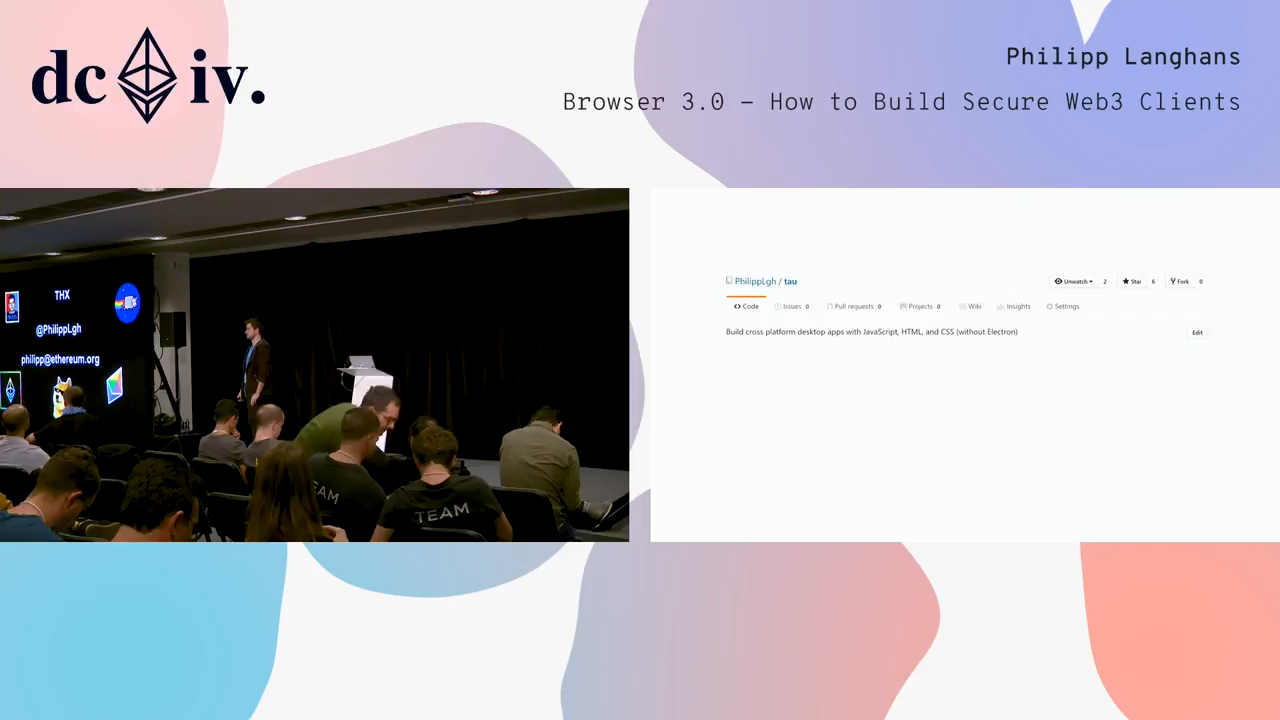 dc iv.
Philipp Langhans
Browser 3.0 – How to Build Secure Web3 Clients
THX
@PhilippLgh
philipp@ethereum.org
TEAM
TEAM
PhilippLgh / tau
Unwatch 2 Star 6 Fork 0
Code Issues 0 Pull requests 0 Projects 0 Wiki Insights Settings
Build cross platform desktop apps with JavaScript, HTML, and CSS (without Electron)
Edit